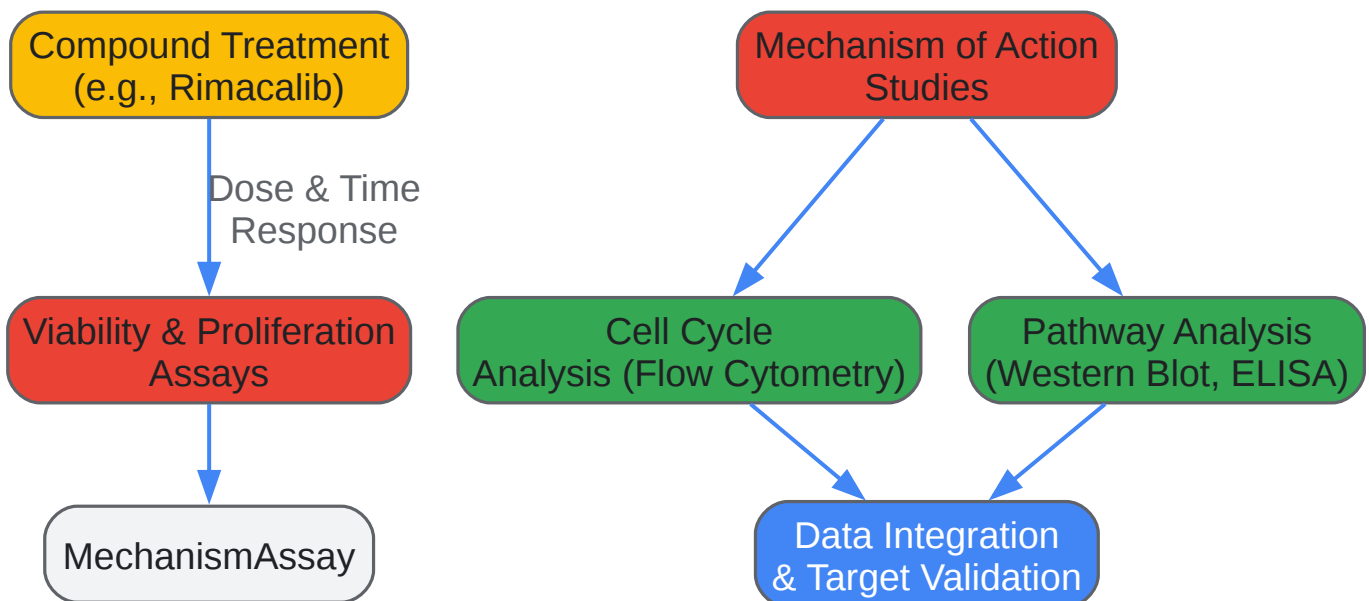 Compound Treatment
(e.g., Rimacalib)
Mechanism of Action
Studies
Dose & Time
Response
Viability & Proliferation
Assays
Cell Cycle
Analysis (Flow Cytometry)
Pathway Analysis
(Western Blot, ELISA)
MechanismAssay
Data Integration
& Target Validation